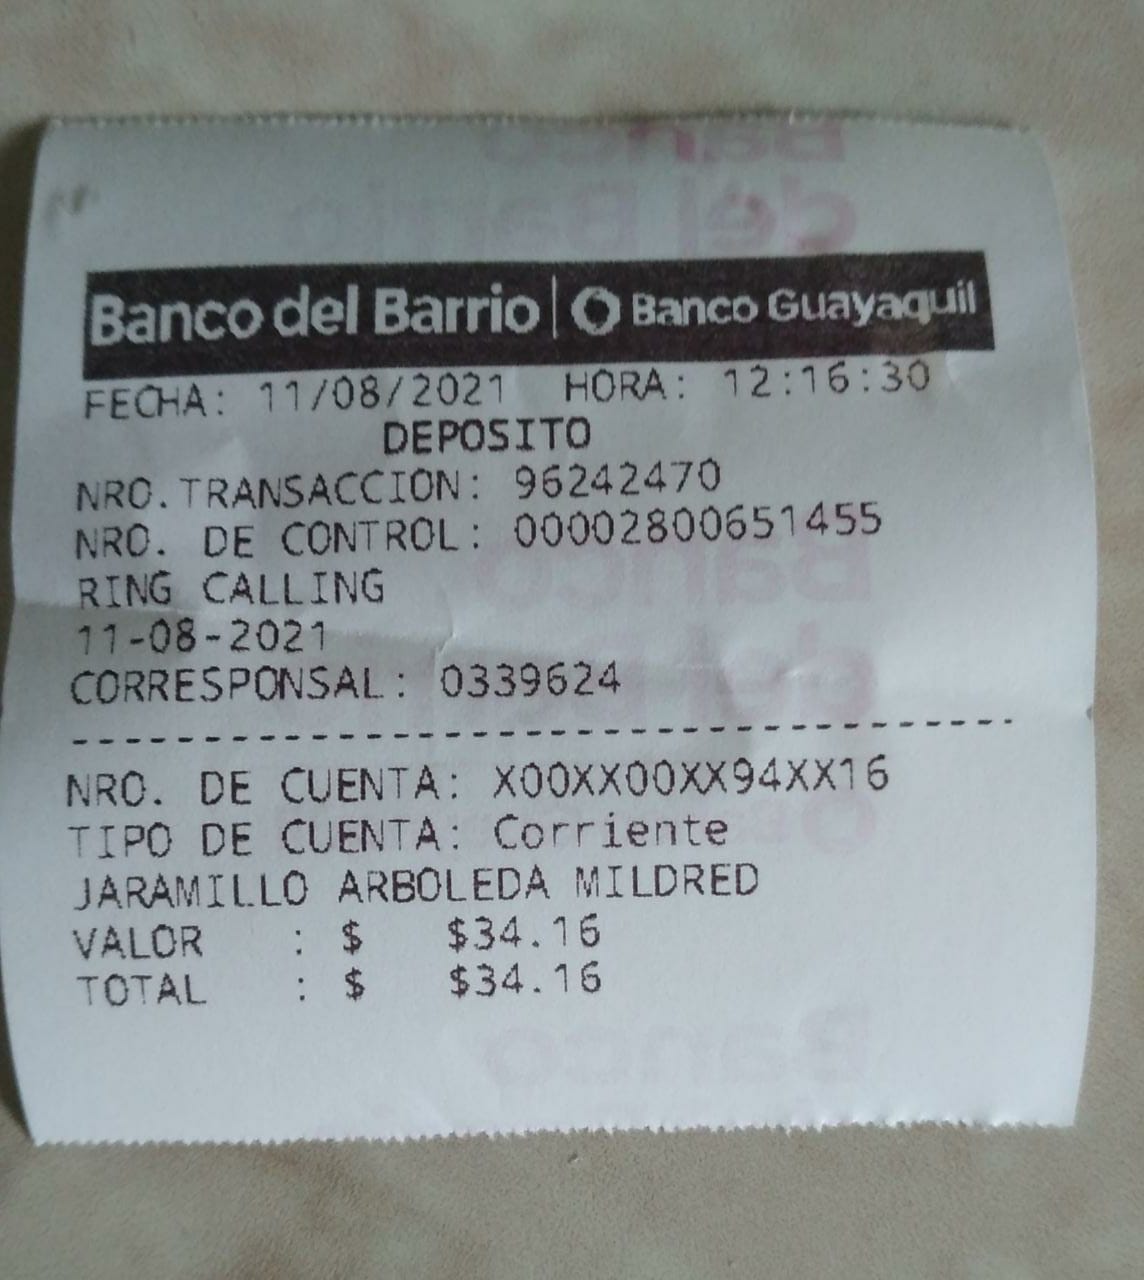 Banco del Barrio | Banco Guayaquil
FECHA: 11/08/2021 HORA: 12:16:30
DEPOSITO
NRO.TRANSACCION: 96242470
NRO. DE CONTROL: 00002800651455
RING CALLING
11-08-2021
CORRESPONSAL: 0339624
------------------------------------
NRO. DE CUENTA: X00XX00XX94XX16
TIPO DE CUENTA: Corriente
JARAMILLO ARBOLEDA MILDRED
VALOR : $ $34.16
TOTAL : $ $34.16